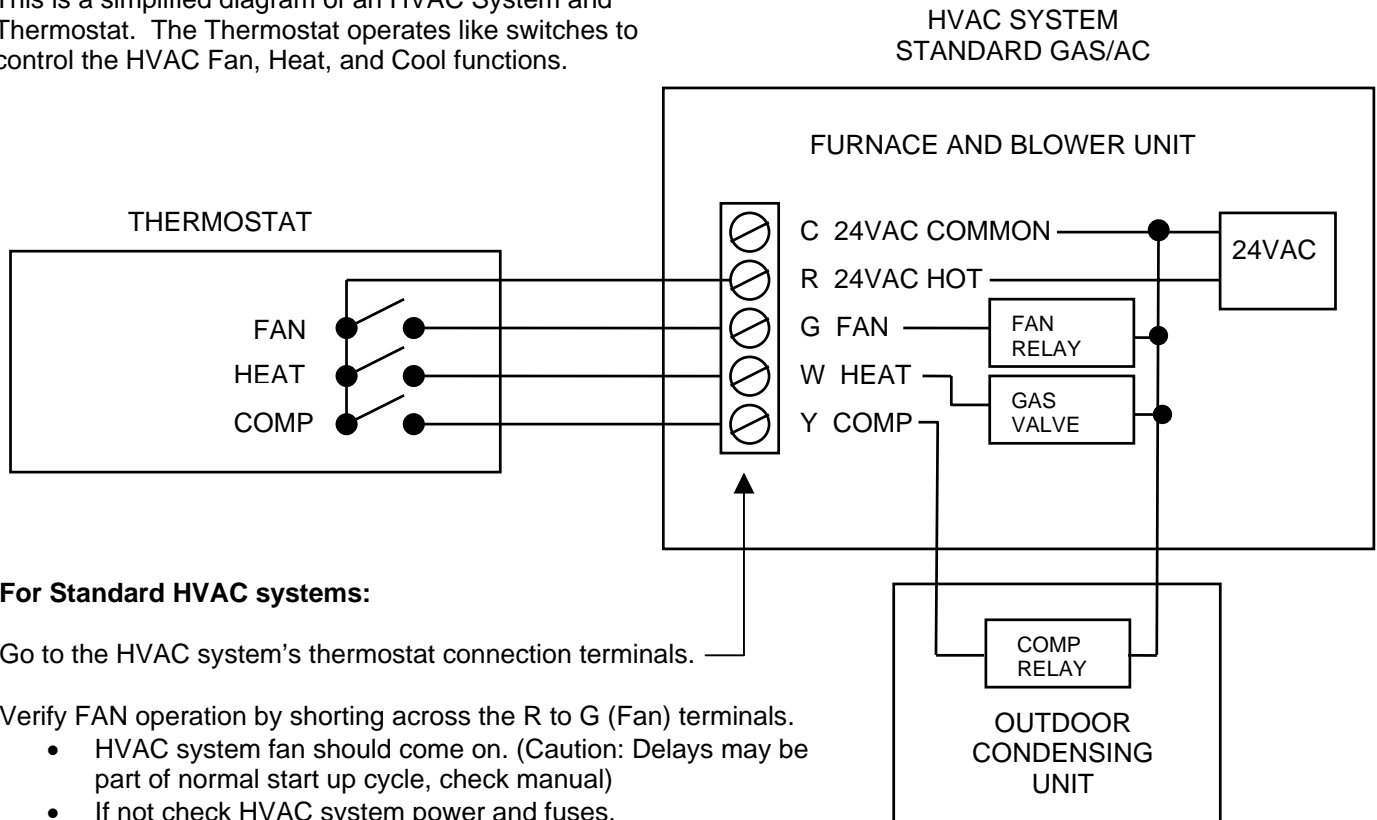 This is a simplified diagram of an HVAC System and
Thermostat. The Thermostat operates like switches to
control the HVAC Fan, Heat, and Cool functions.
HVAC SYSTEM
STANDARD GAS/AC
FURNACE AND BLOWER UNIT
THERMOSTAT
FAN
HEAT
COMP
C 24VAC COMMON
R 24VAC HOT
G FAN
W HEAT
Y COMP
24VAC
FAN
RELAY
GAS
VALVE
COMP
RELAY
OUTDOOR
CONDENSING
UNIT
For Standard HVAC systems:
Go to the HVAC system's thermostat connection terminals.
Verify FAN operation by shorting across the R to G (Fan) terminals.
• HVAC system fan should come on. (Caution: Delays may be
part of normal start up cycle, check manual)
• If not check HVAC system power and fuses.